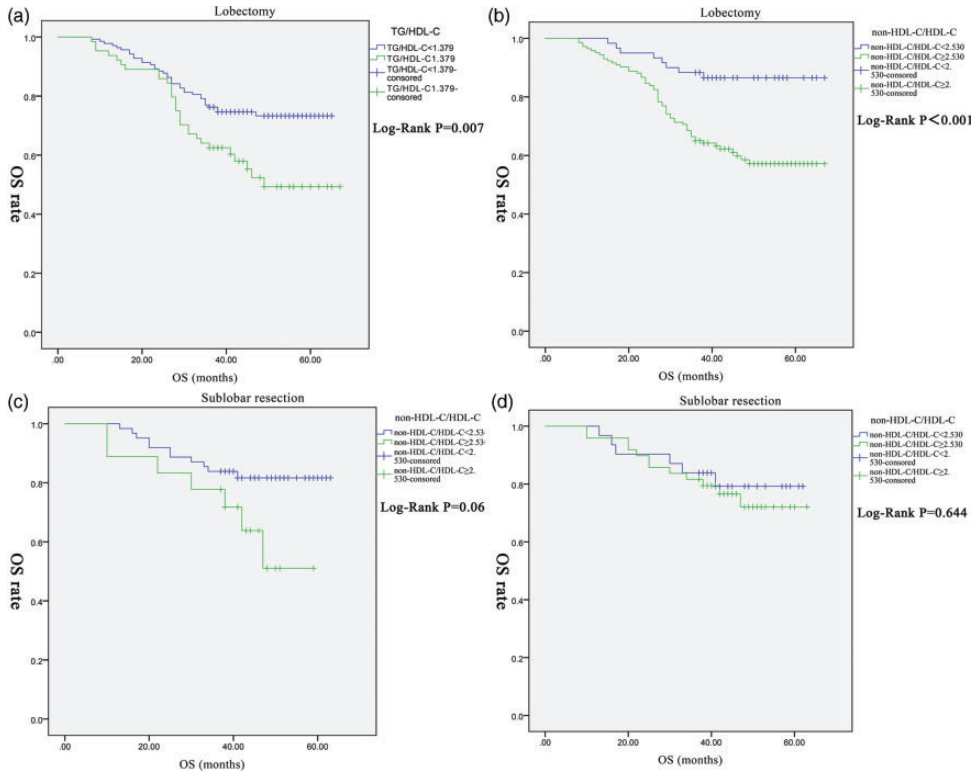 (a)
Lobectomy
TG/HDL-C
TG/HDL-C<1.379
TG/HDL-C1.379
TG/HDL-C<1.379-
consored
TG/HDL-C1.379-
consored
Log-Rank P=0.007
OS rate
1.0
0.8
0.6
0.4
0.2
0.0
.00
20.00
40.00
60.00
OS (months)
(b)
Lobectomy
non-HDL-C/HDL-C
non-HDL-C/HDL-C<2.530
non-HDL-C/HDL-C≥2.530
non-HDL-C/HDL-C<2.
530-consored
non-HDL-C/HDL-C≥2.
530-consored
Log-Rank P<0.001
OS rate
1.0
0.8
0.6
0.4
0.2
0.0
.00
20.00
40.00
60.00
OS (months)
(c)
Sublobar resection
non-HDL-C/HDL-C
non-HDL-C/HDL-C<2.53
non-HDL-C/HDL-C≥2.53
non-HDL-C/HDL-C<2.
530-consored
non-HDL-C/HDL-C≥2.
530-consored
Log-Rank P=0.06
OS rate
1.0
0.8
0.6
0.4
0.2
0.0
.00
20.00
40.00
60.00
OS (months)
(d)
Sublobar resection
non-HDL-C/HDL-C
non-HDL-C/HDL-C<2.530
non-HDL-C/HDL-C≥2.530
non-HDL-C/HDL-C<2.
530-consored
non-HDL-C/HDL-C≥2.
530-consored
Log-Rank P=0.644
OS rate
1.0
0.8
0.6
0.4
0.2
0.0
.00
20.00
40.00
60.00
OS (months)